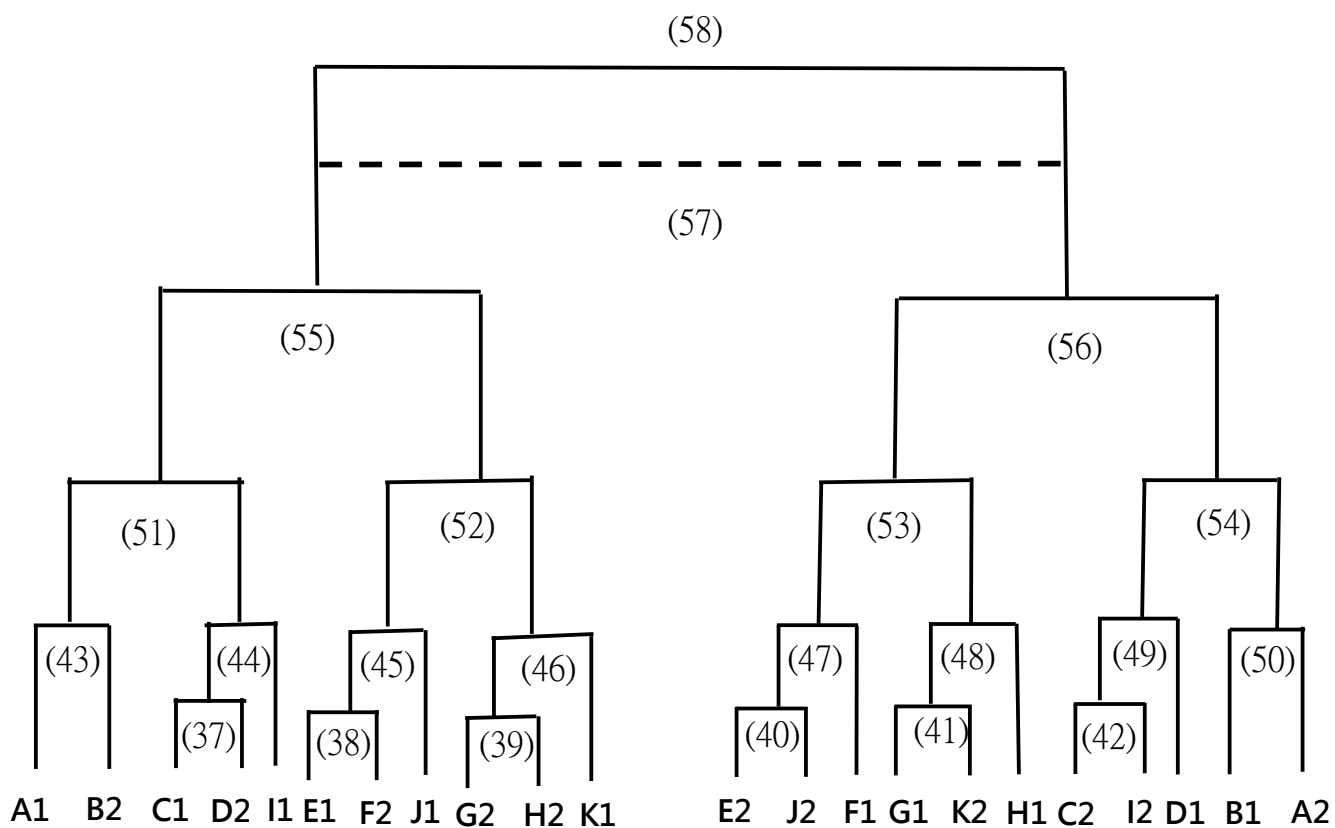 (58)
(57)
(55) (56)
(51) (52) (53) (54)
(43) (44) (45) (46) (47) (48) (49) (50)
(37) (38) (39) (40) (41) (42)
A1 B2 C1 D2 I1 E1 F2 J1 G2 H2 K1 E2 J2 F1 G1 K2 H1 C2 I2 D1 B1 A2